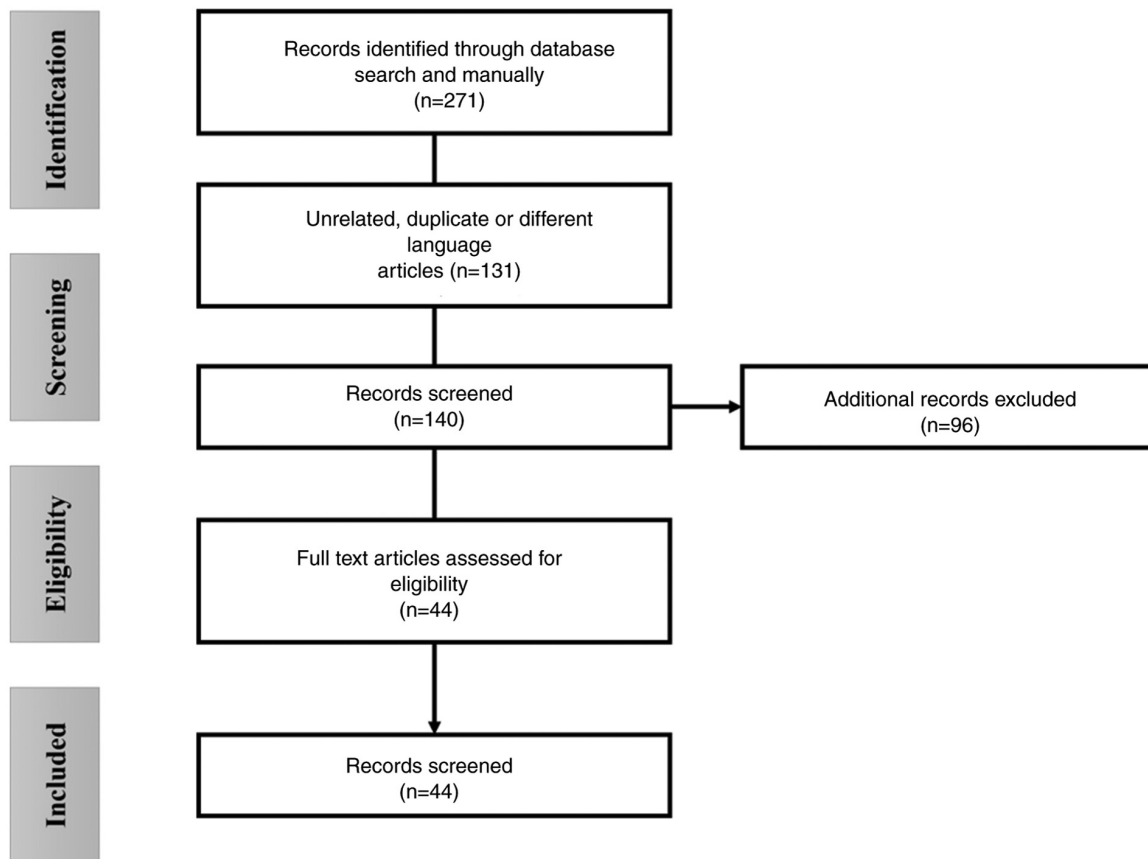 Identification
Records identified through database
search and manually
(n=271)
Unrelated, duplicate or different
language
articles (n=131)
Screening
Records screened
(n=140)
Additional records excluded
(n=96)
Eligibility
Full text articles assessed for
eligibility
(n=44)
Included
Records screened
(n=44)